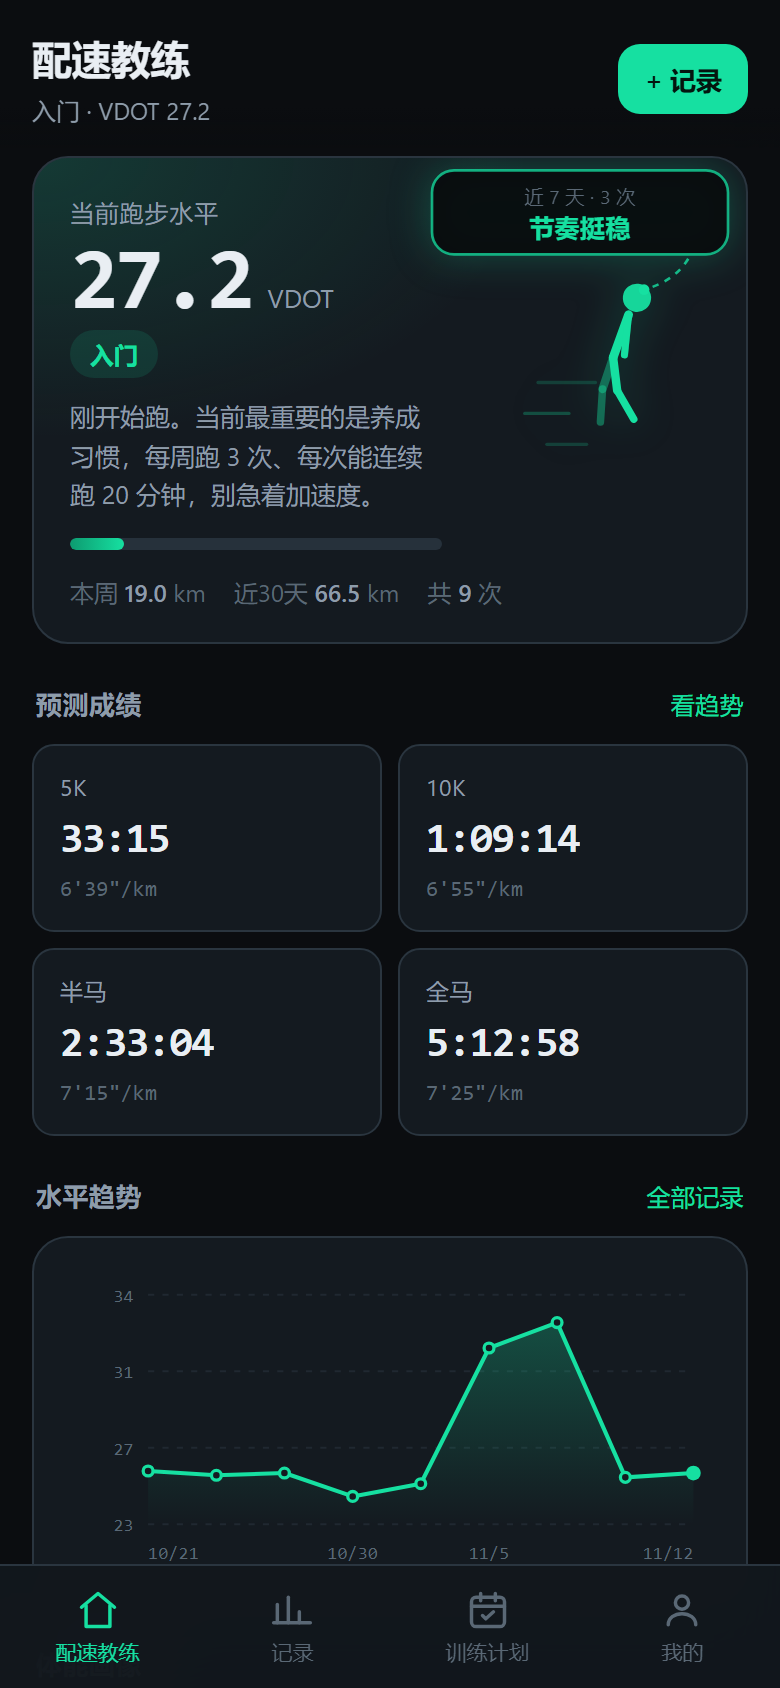 配速教练
入门 · VDOT 27.2
+ 记录
当前跑步水平
27.2 VDOT
入门
刚开始跑。当前最重要的是养成
习惯，每周跑 3 次、每次能连续
跑 20 分钟，别急着加速度。
近 7 天 · 3 次
节奏挺稳
本周 19.0 km 近30天 66.5 km 共 9 次
预测成绩
看趋势
5K
33:15
6'39"/km
10K
1:09:14
6'55"/km
半马
2:33:04
7'15"/km
全马
5:12:58
7'25"/km
水平趋势
全部记录
34
31
27
23
10/21 10/30 11/5 11/12
配速教练
记录
训练计划
我的